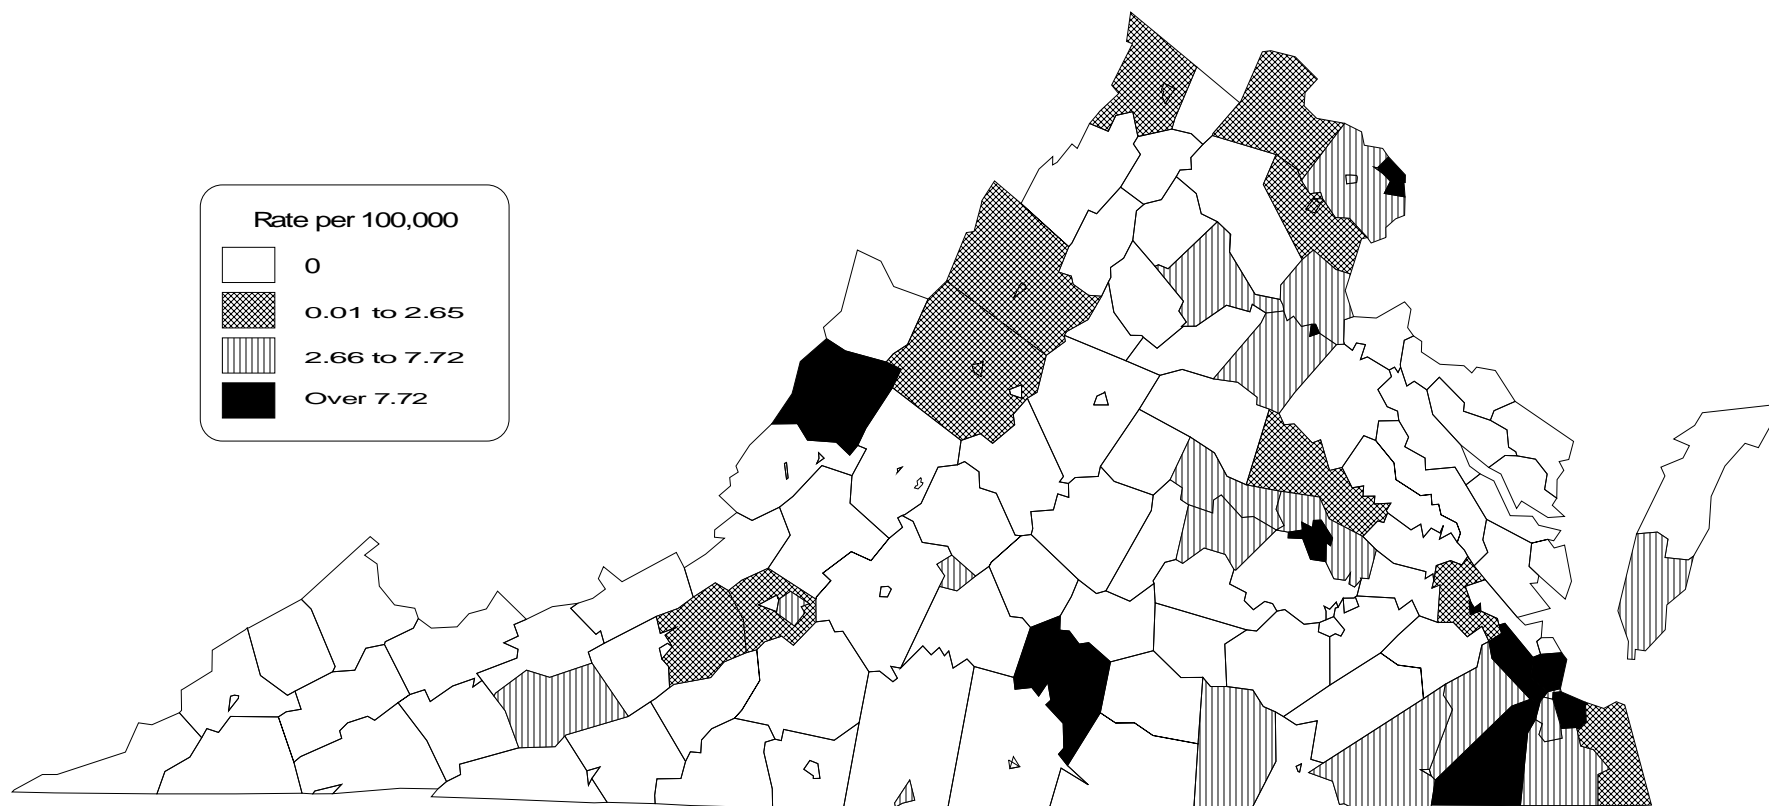 Rate per 100,000
0
0.01 to 2.65
2.66 to 7.72
Over 7.72